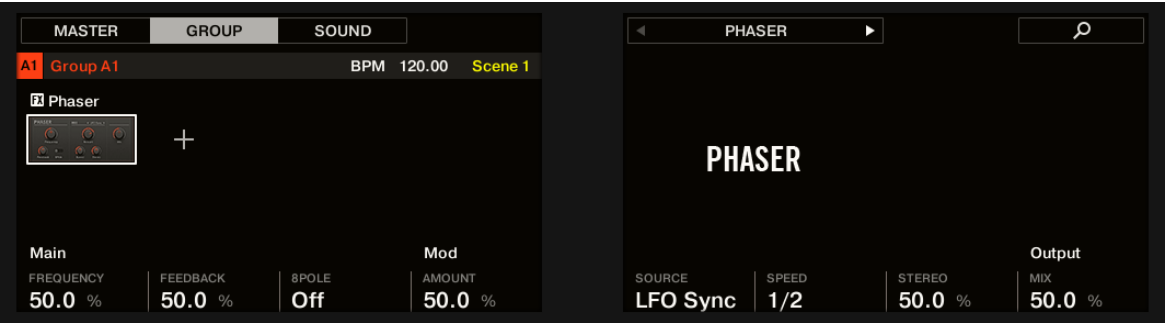 MASTER GROUP SOUND
A1 Group A1 BPM 120.00 Scene 1
FX Phaser
Main Mod
FREQUENCY FEEDBACK 8POLE AMOUNT
50.0 % 50.0 % Off 50.0 %
PHASER
PHASER
Output
SOURCE SPEED STEREO MIX
LFO Sync 1/2 50.0 % 50.0 %